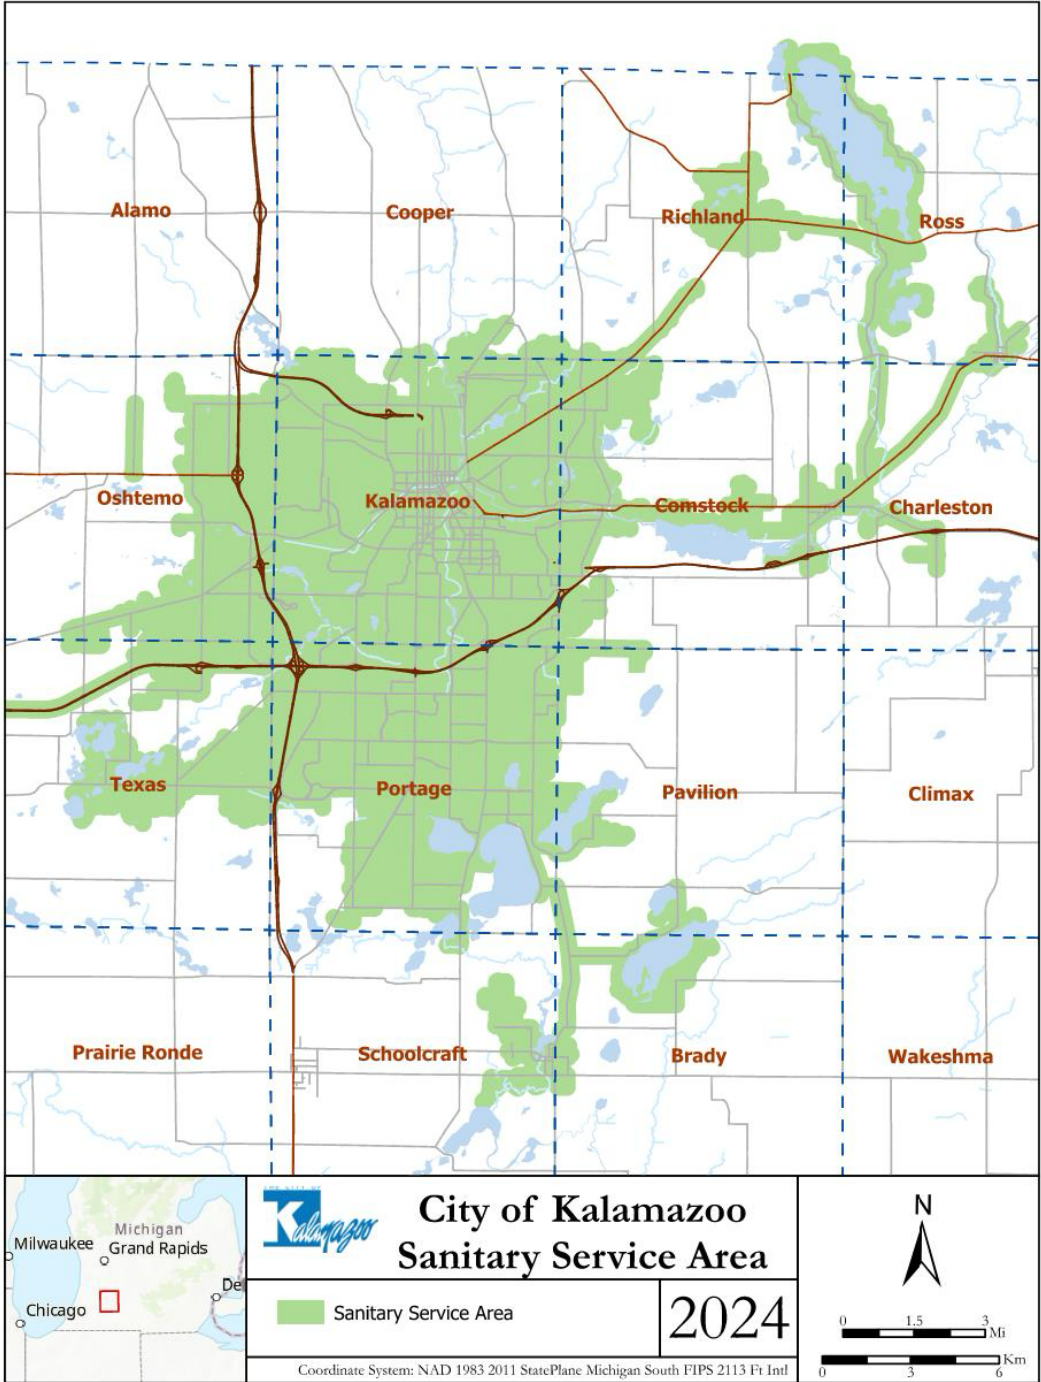 Alamo
Cooper
Richland
Ross
Oshtemo
Kalamazoo
Comstock
Charleston
Texas
Portage
Pavilion
Climax
Prairie Ronde
Schoolcraft
Brady
Wakeshma
Michigan
Milwaukee
Grand Rapids
De
Chicago
Kalamazoo
City of Kalamazoo
Sanitary Service Area
Sanitary Service Area
2024
Coordinate System: NAD 1983 2011 StatePlane Michigan South FIPS 2113 Ft Intl
N
0 1.5 3
Mi
Km
0 3 6